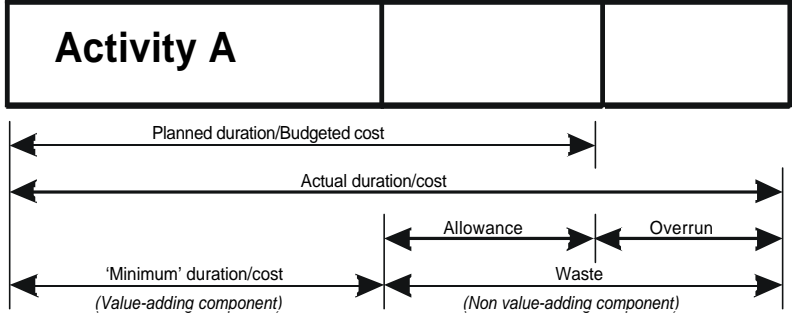 Activity A
Planned duration/Budgeted cost
Actual duration/cost
Allowance
Overrun
‘Minimum’ duration/cost
Waste
(Value-adding component)
(Non value-adding component)